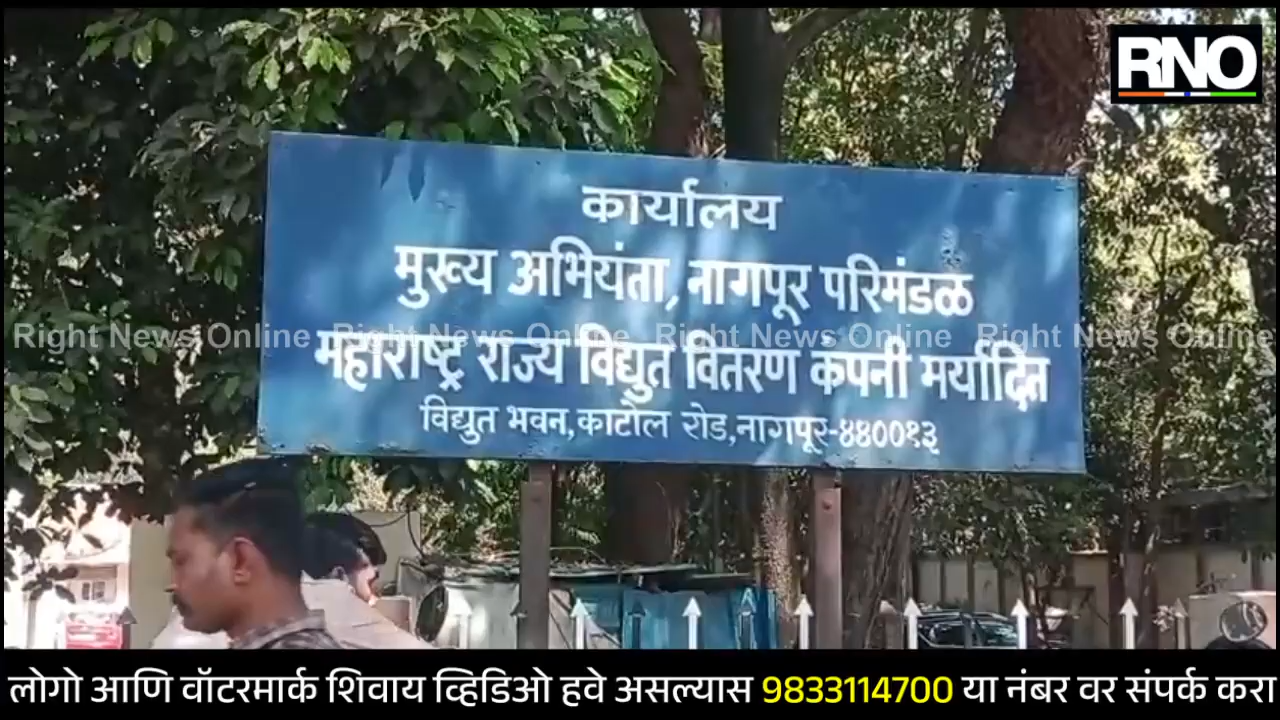 RNO
कार्यालय
मुख्य अभियंता, नागपूर परिमंडळ
Right News Online Right News Online Right News Online Right News Online
महाराष्ट्र राज्य विद्युत वितरण कंपनी मर्यादित
विद्युत भवन, काटोल रोड, नागपूर-४४००१३
लोगो आणि वॉटरमार्क शिवाय व्हिडिओ हवे असल्यास 9833114700 या नंबर वर संपर्क करा